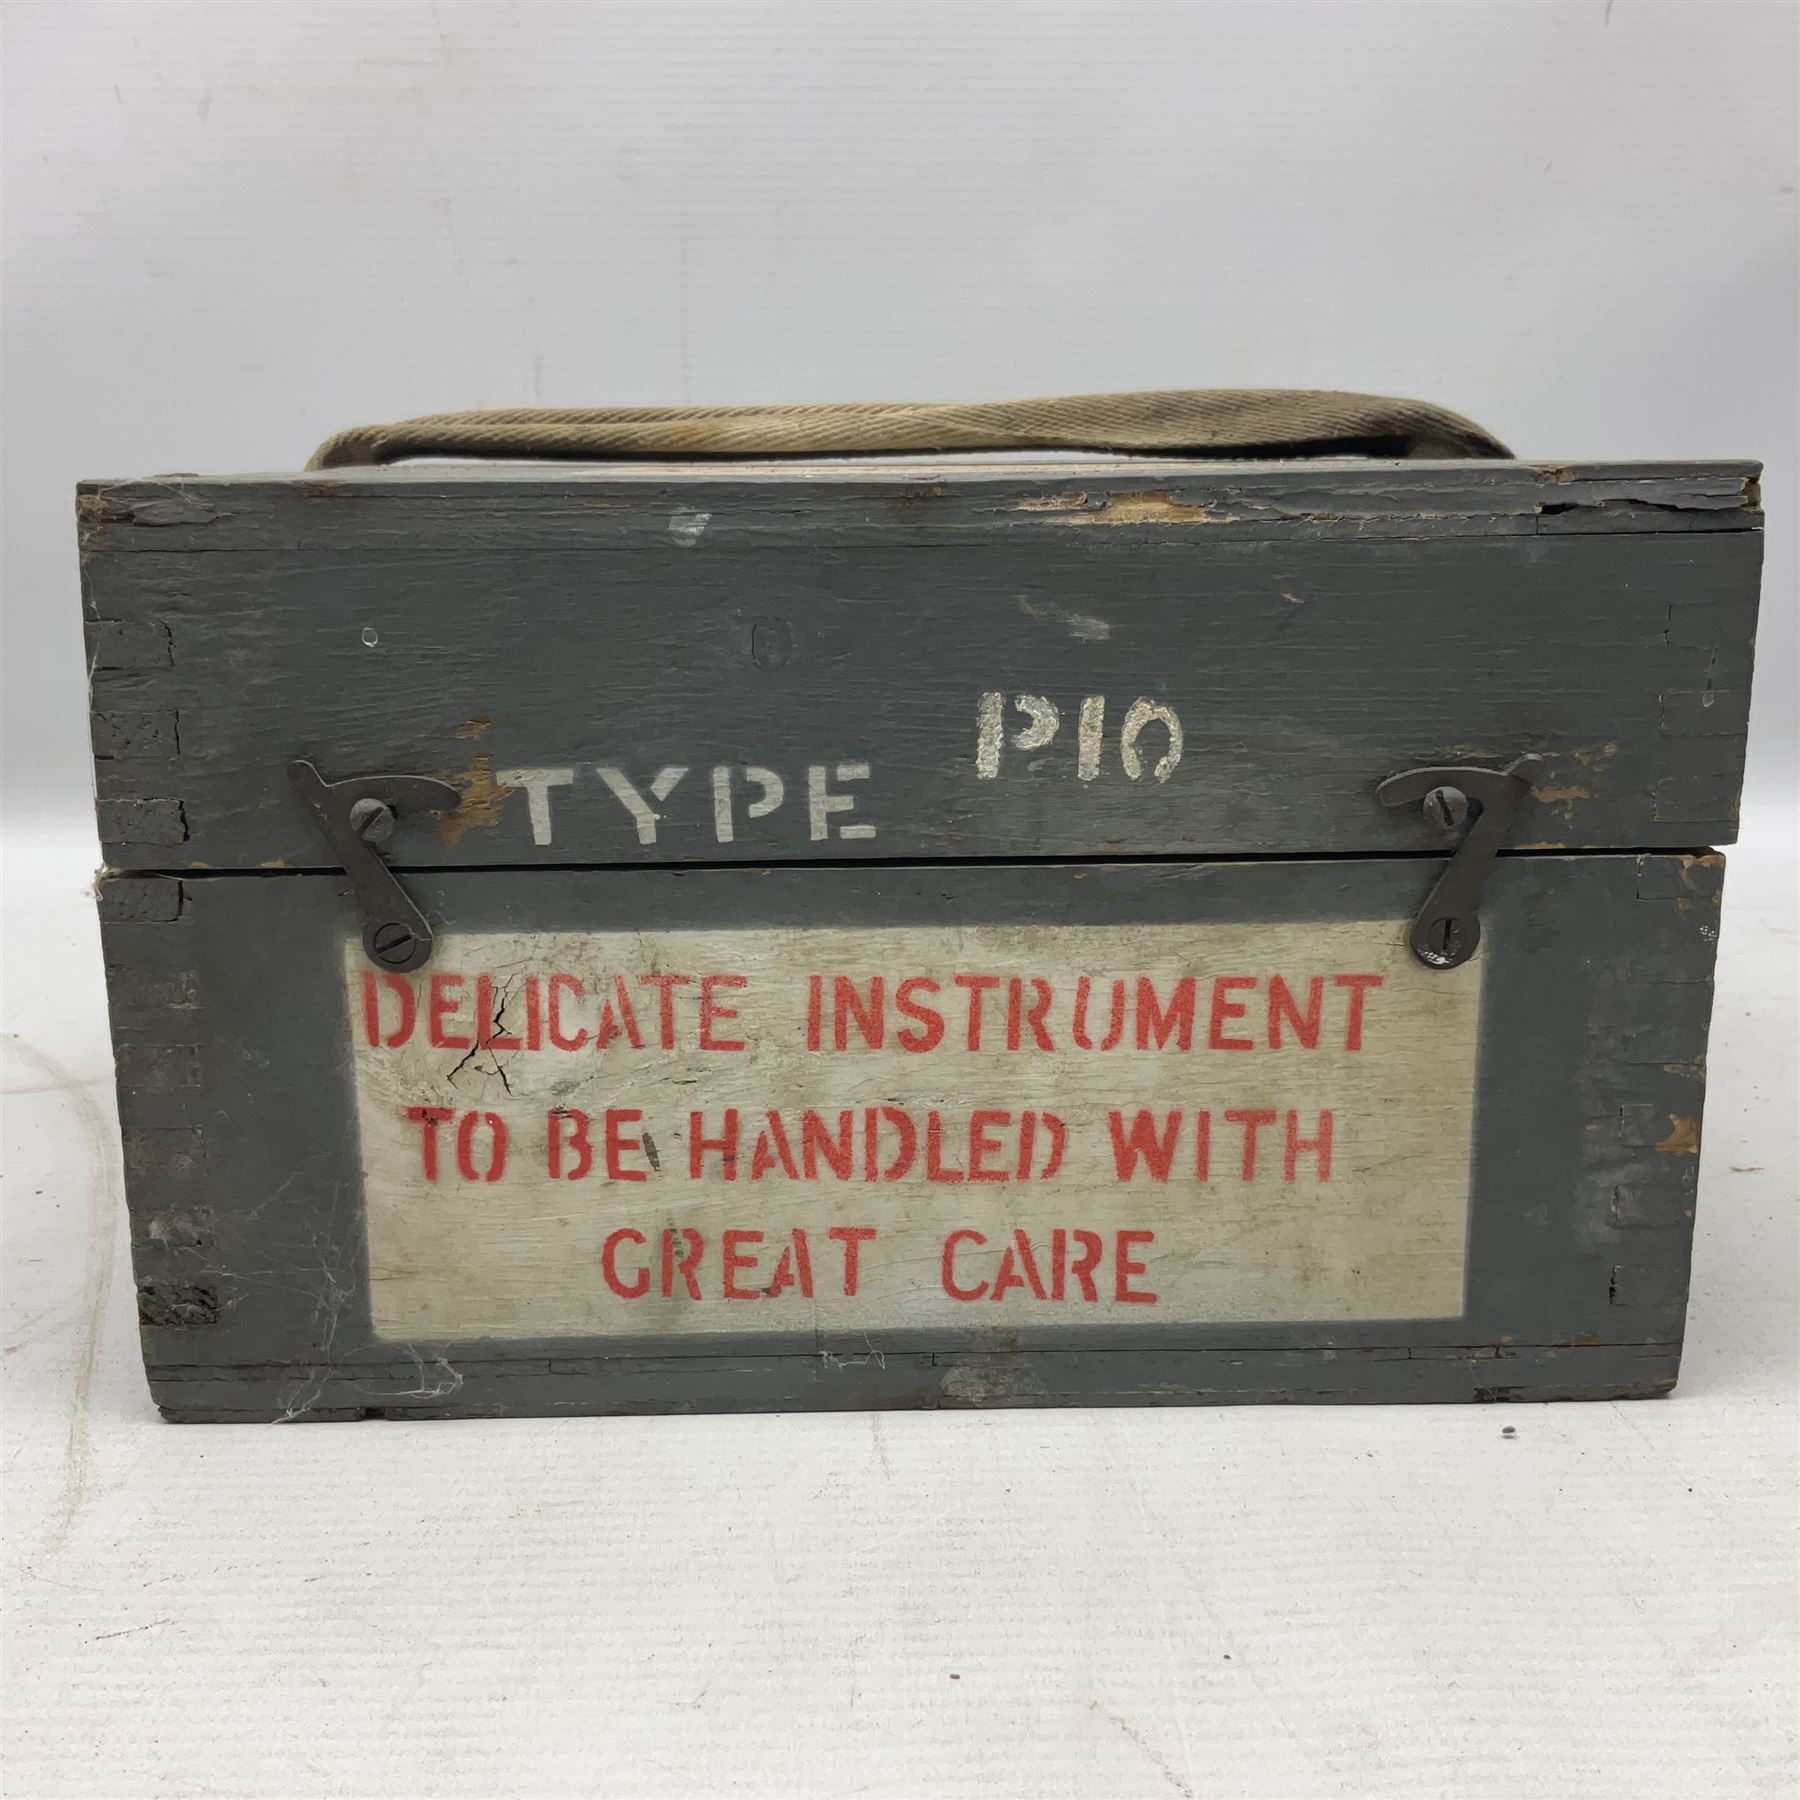 TYPE P10
DELICATE INSTRUMENT
TO BE HANDLED WITH
GREAT CARE